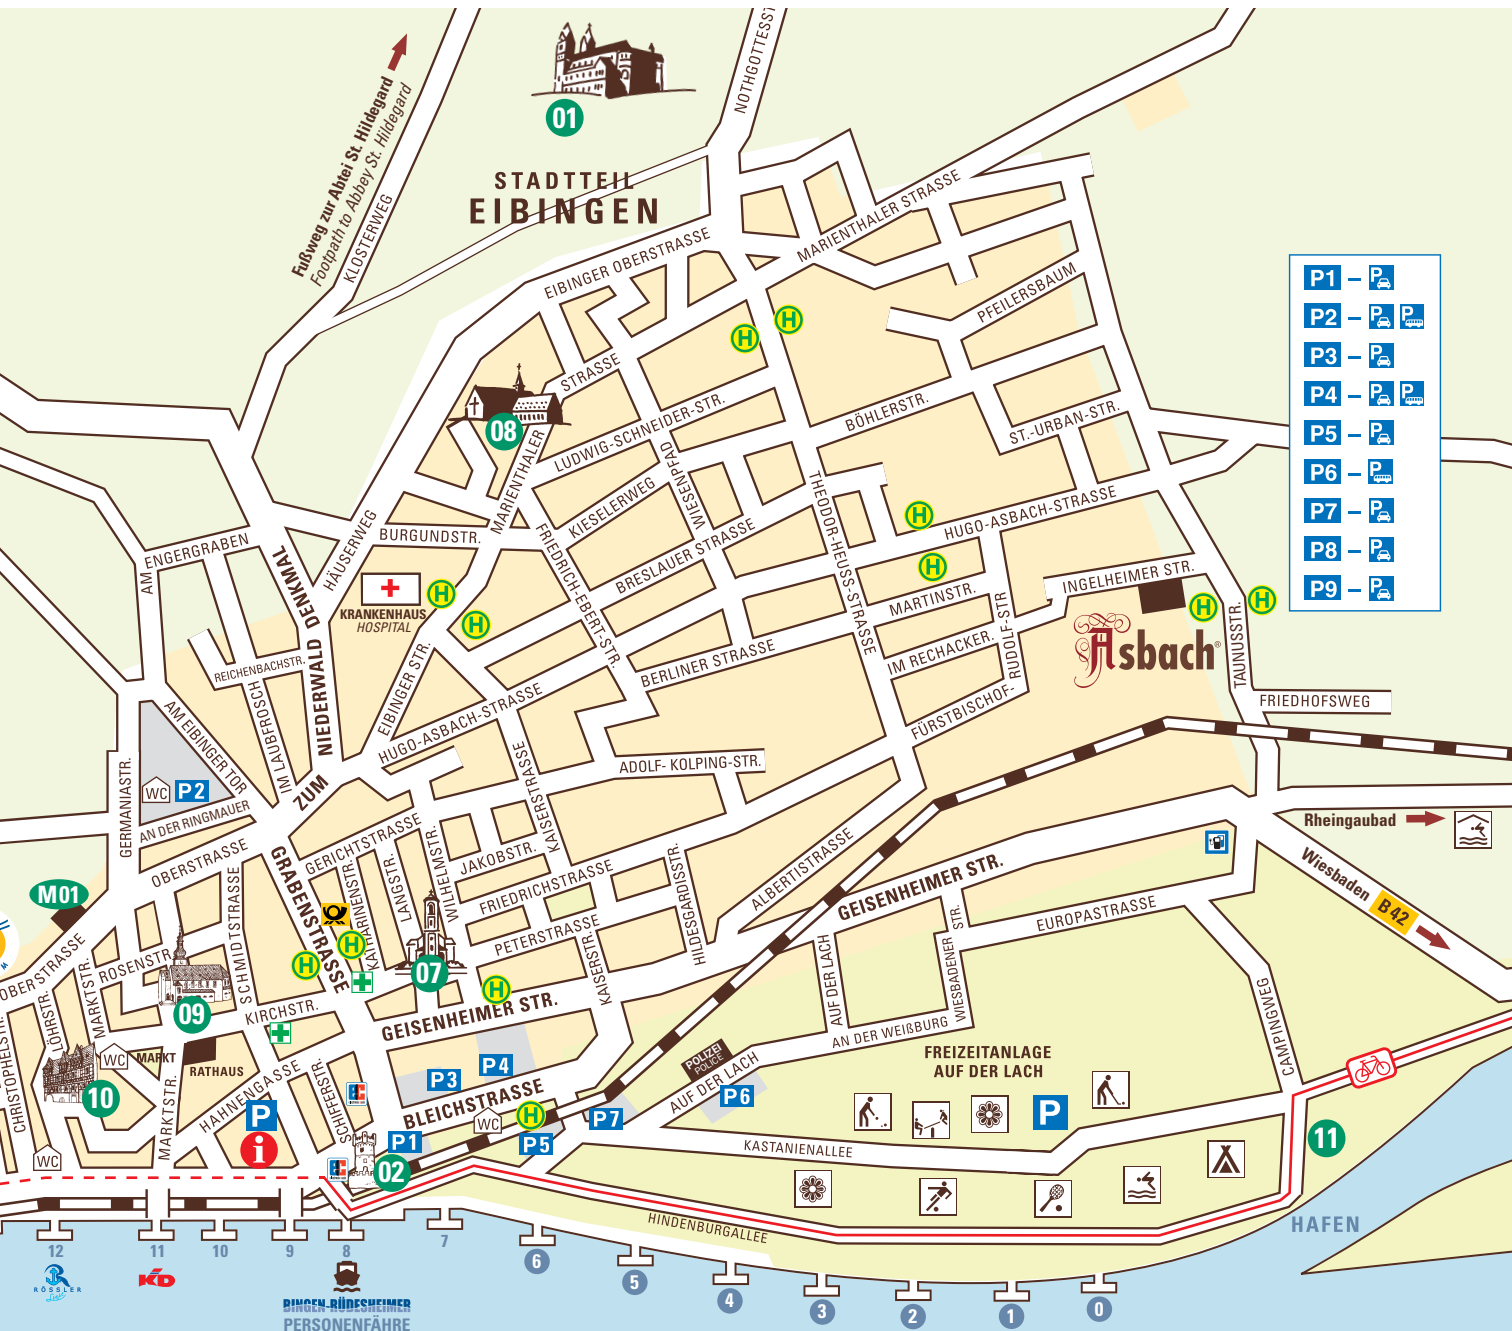 Fußweg zur Abtei St. Hildegard
Footpath to Abbey St. Hildegard
KLOSTERWEG
01
STADTTEIL
EIBINGEN
NOTHGOTTESST
EIBINGER OBERSTRASSE
MARIENTHALER STRASSE
PFEILERSBAUM
H
H
P1 – P
P2 – P P
P3 – P
P4 – P P
P5 – P
P6 – P
P7 – P
P8 – P
P9 – P
STRASSE
MARIENTHALER
08
LUDWIG-SCHNEIDER-STR.
BÖHLERSTR.
ST.-URBAN-STR.
KIESELERWEG
WIESENPFAD
BRESLAUER STRASSE
THEODOR-HEUSS-STRASSE
HUGO-ASBACH-STRASSE
H
H
MARTINSTR.
INGELHEIMER STR.
H
H
Asbach®
TAUNUSSTR.
FRIEDHOFSWEG
IM RECHACKER.
FÜRSTBISCHOF-RUDOLF-STR
BERLINER STRASSE
FRIEDRICH-EBERT-STR.
BURGUNDSTR.
HÄUSERWEG
KRANKENHAUS
HOSPITAL
H
H
AM ENGERGRABEN
ZUM NIEDERWALD DENKMAL
REICHENBACHSTR.
IM LAUBFROSCH
EIBINGER STR.
HUGO-ASBACH-STRASSE
AM EIBINGER TOR
WC
P2
AN DER RINGMAUER
GERMANIASTR.
OBERSTRASSE
ADOLF- KOLPING-STR.
KAISERSTRASSE
GERICHTSTRASSE
JAKOBSTR.
FRIEDRICHSTRASSE
PETERSTRASSE
WILHELMSTR.
LANGSTR.
KATHARINENSTR.
GRABENSTRASSE
HILDEGARDSSTR.
ALBERTISTRASSE
GEISENHEIMER STR.
EUROPASTRASSE
Rheingaubad
Wiesbaden
B42
M01
OBERSTRASSE
ROSENSTR
SCHMIDTSTRASSE
MARKTSTR.
LÖHRSTR.
CHRISTOPHELSTR.
H
H
07
H
09
KIRCHSTR.
GEISENHEIMER STR.
KAISERSTR.
AUF DER LACH
WIESBADENER STR.
AN DER WEIßBURG
CAMPINGWEG
WC
MARKT
RATHAUS
10
MARKTSTR.
HAHNENGASSE
SCHIFFERSTR.
P3
P4
BLEICHSTRASSE
WC
H
P1
P5
P7
P6
POLIZEI
POLICE
AUF DER LACH
FREIZEITANLAGE
AUF DER LACH
P
KASTANIENALLEE
11
P
i
WC
02
HINDENBURGALLEE
HAFEN
12
11
10
9
8
7
6
5
4
3
2
1
0
RÖSSLER
Linie
KD
BINGEN-RÜDESHEIMER
PERSONENFÄHRE